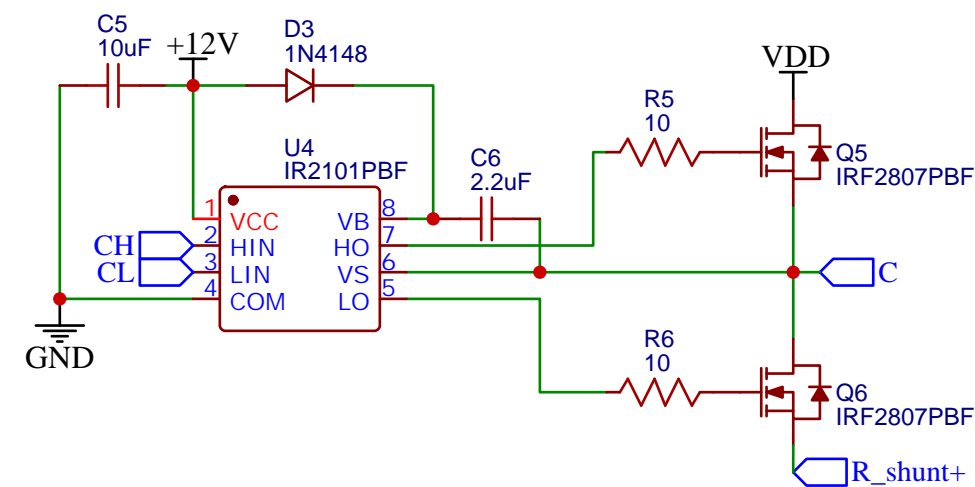 C5
10uF
+12V
D3
1N4148
VDD
R5
10
Q5
IRF2807PBF
U4
IR2101PBF
C6
2.2uF
1
VCC
VB
8
CH
2
HIN
HO
7
CL
3
LIN
VS
6
C
4
COM
LO
5
GND
R6
10
Q6
IRF2807PBF
R_shunt+